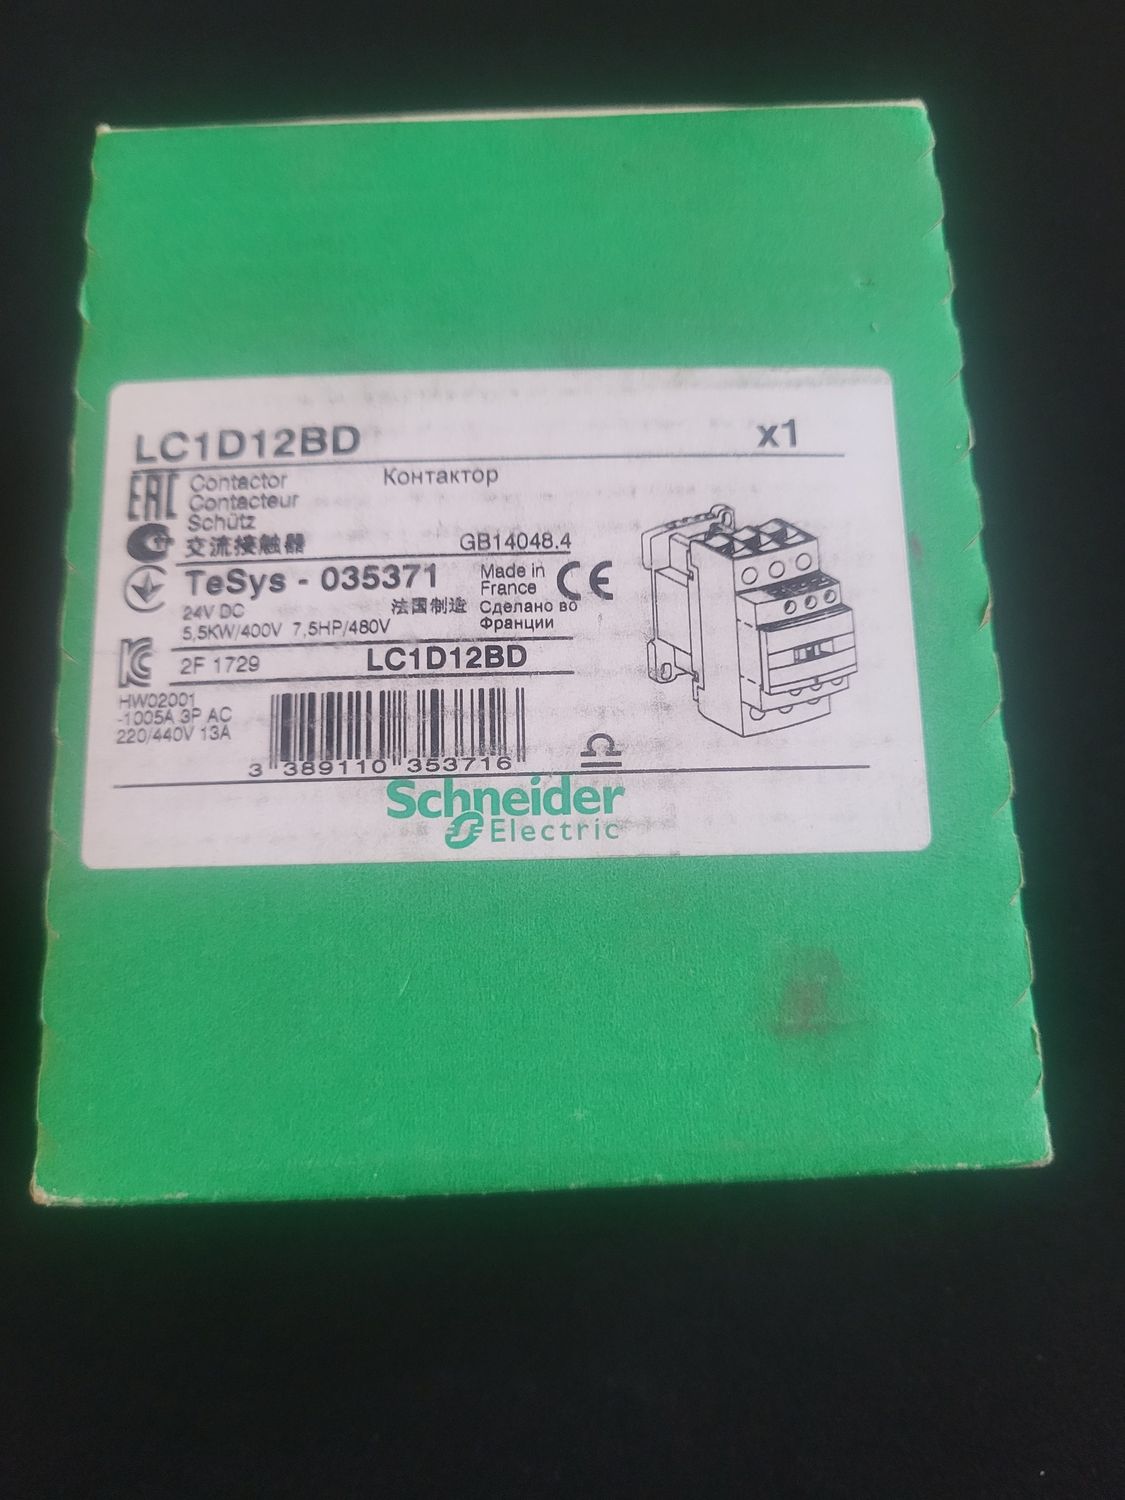 LC1D12BD x1
EAC Contactor Контактор
Contacteur
Schütz
交流接触器 GB14048.4
TeSys - 035371 Made in France CE
24V DC 法国制造 Сделано во Франции
5,5KW/400V 7,5HP/480V
2F 1729 LC1D12BD
HW02001
-1005A 3P AC
220/440V 13A
3 389110 353716
Schneider
Electric